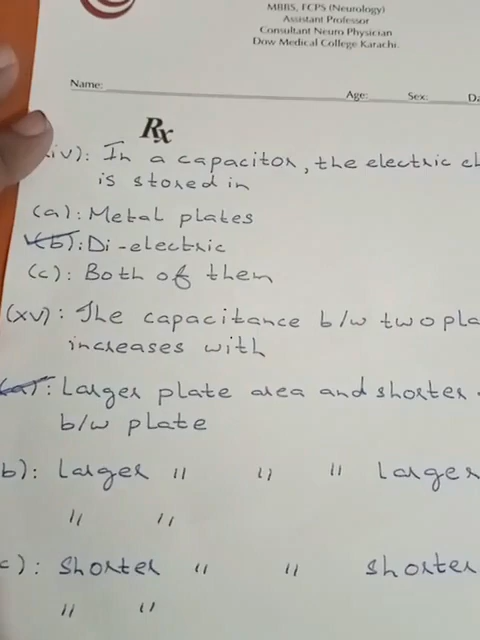 MBBS, FCPS (Neurology)
Assistant Professor
Consultant Neuro Physician
Dow Medical College Karachi.
Name: Age: Sex:
Rx
iv): In a capacitor, the electric
is stored in
(a): Metal plates
(b): Di-electric
(c): Both of them
(xv): The capacitance b/w two
increases with
(a): Larger plate area and shorter
b/w plate
b): Larger " " " Larger
" "
c): Shorter " " Shorter
" "